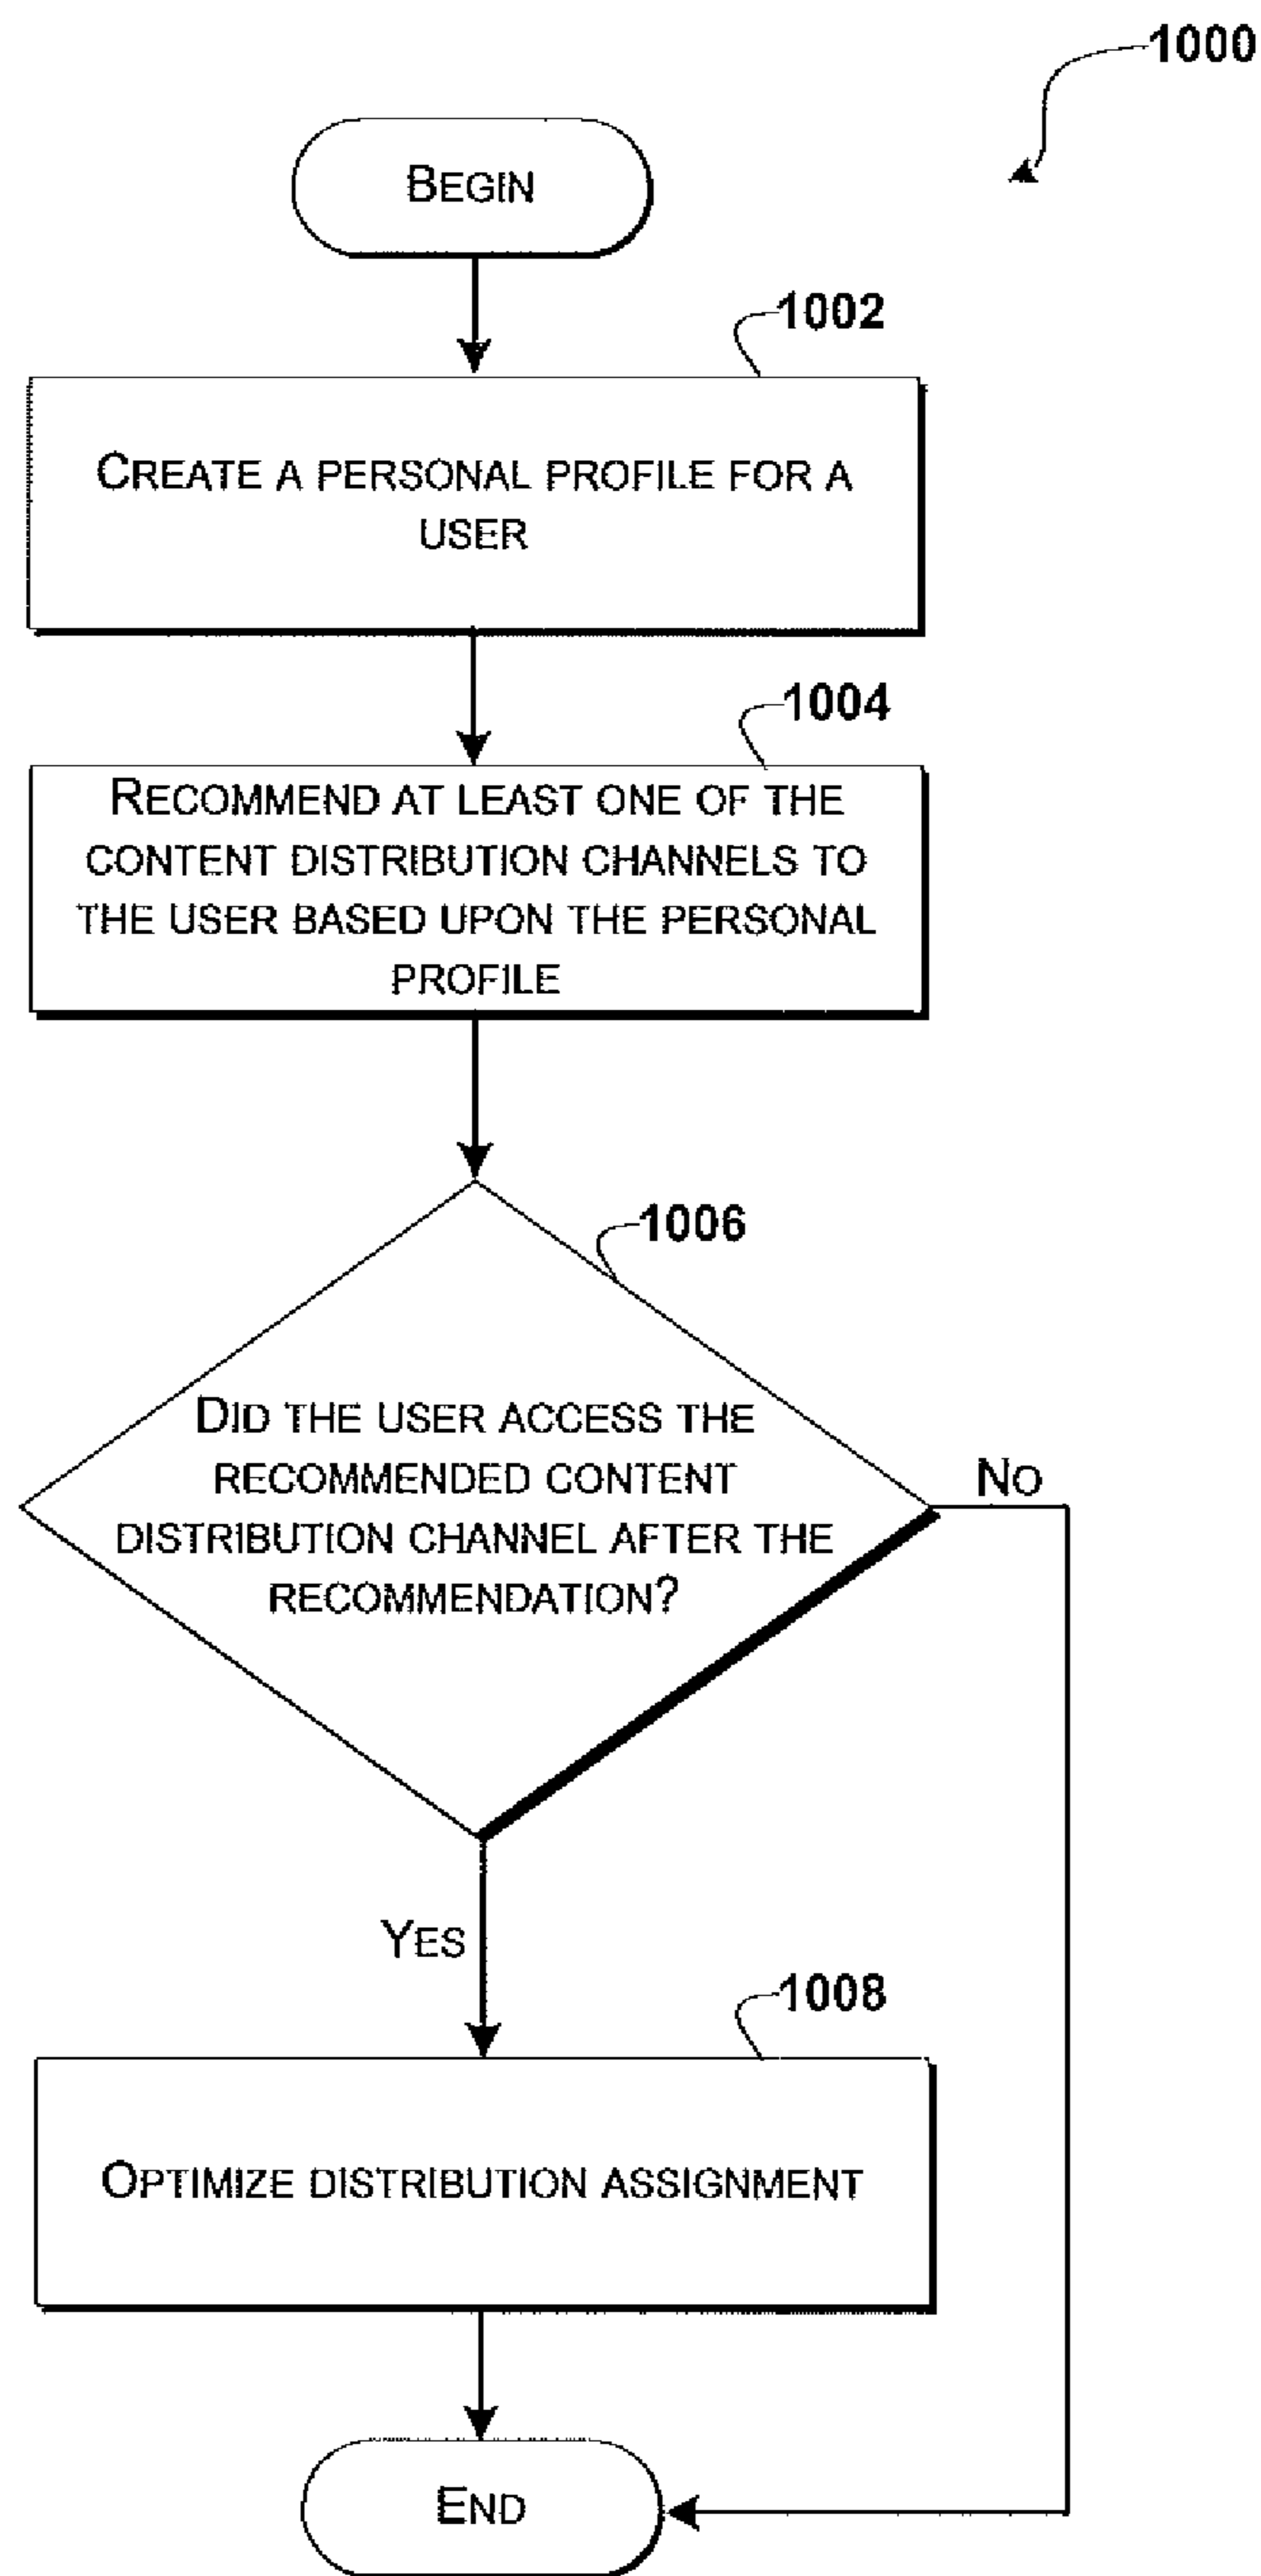 1000
BEGIN
1002
CREATE A PERSONAL PROFILE FOR A
USER
1004
RECOMMEND AT LEAST ONE OF THE
CONTENT DISTRIBUTION CHANNELS TO
THE USER BASED UPON THE PERSONAL
PROFILE
1006
DID THE USER ACCESS THE
RECOMMENDED CONTENT
DISTRIBUTION CHANNEL AFTER THE
RECOMMENDATION?
NO
YES
1008
OPTIMIZE DISTRIBUTION ASSIGNMENT
END